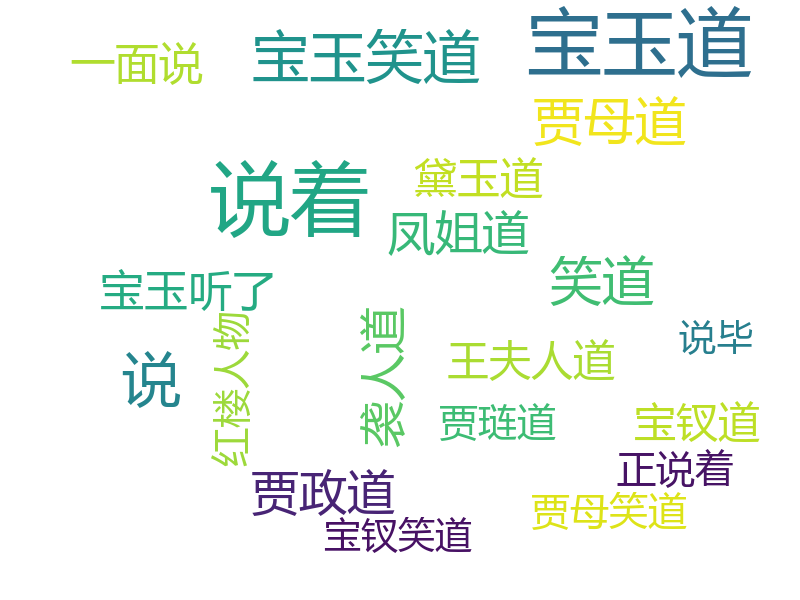 一面说
宝玉笑道
宝玉道
贾母道
说着
黛玉道
凤姐道
笑道
宝玉听了
红楼人物
袭人道
说毕
说
王夫人道
贾琏道
宝钗道
正说着
贾政道
贾母笑道
宝钗笑道